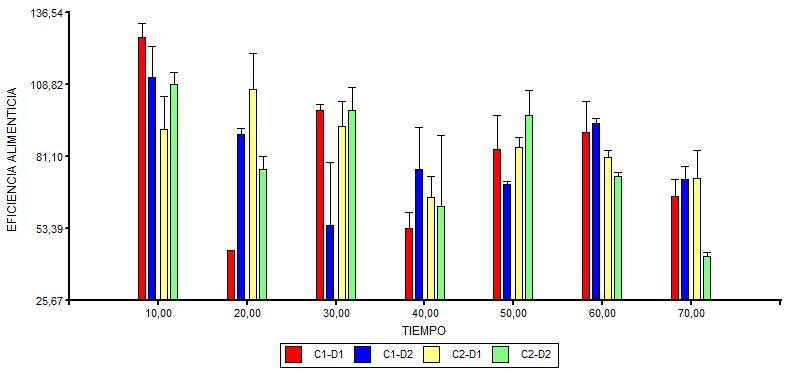 136,54
108,82
81,10
53,39
25,67
EFICIENCIA ALIMENTICIA
10,00 20,00 30,00 40,00 50,00 60,00 70,00
TIEMPO
C1-D1 C1-D2 C2-D1 C2-D2